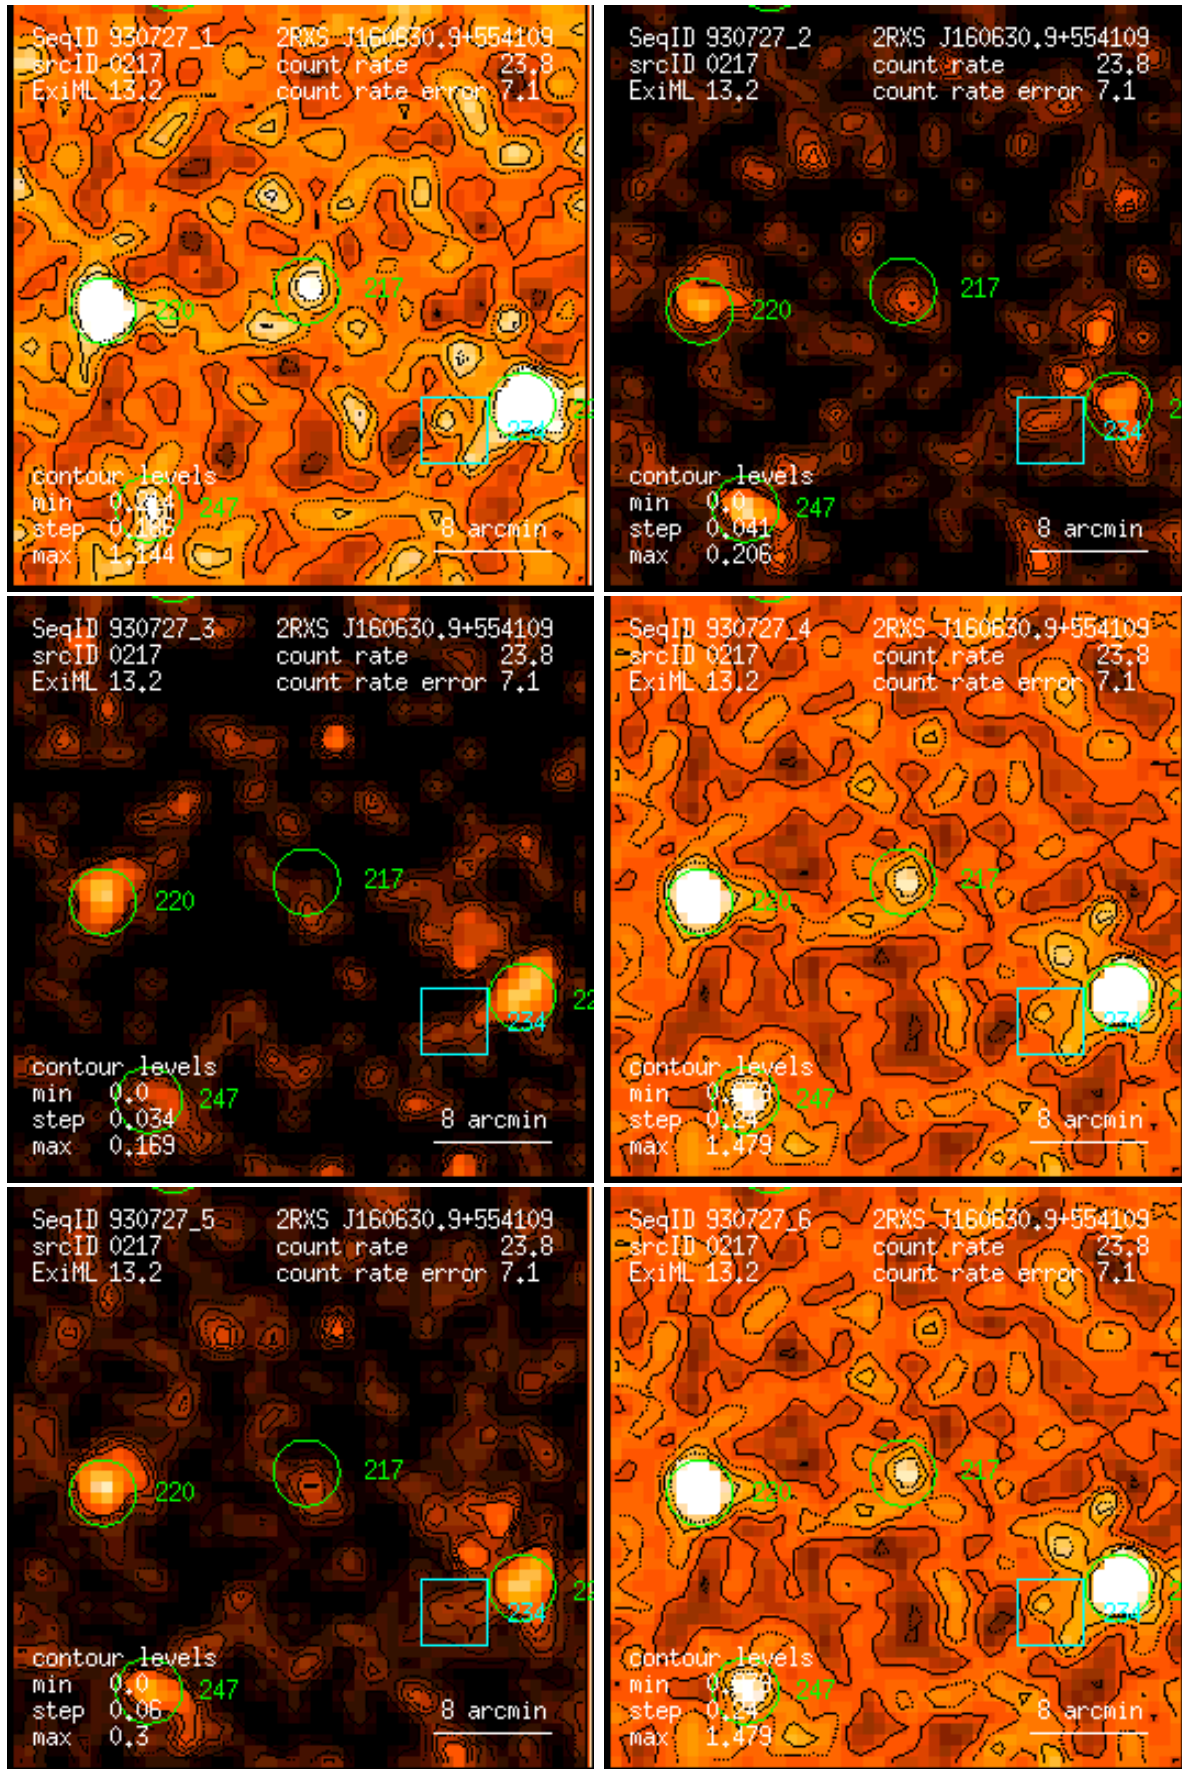 SeqID 930727_1 2RXS J160630.9+554109
srcID 0217 count rate 23.8
ExiML 13.2 count rate error 7.1
217
220
234
contour levels
min
247
step
8 arcmin
max 1.144
SeqID 930727_2 2RXS J160630.9+554109
srcID 0217 count rate 23.8
ExiML 13.2 count rate error 7.1
217
220
2
234
contour levels
min 0.0
247
step 0.041
8 arcmin
max 0.206
SeqID 930727_3 2RXS J160630.9+554109
srcID 0217 count rate 23.8
ExiML 13.2 count rate error 7.1
217
220
22
234
contour levels
min 0.0
247
step 0.034
8 arcmin
max 0.169
SeqID 930727_4 2RXS J160630.9+554109
srcID 0217 count rate 23.8
ExiML 13.2 count rate error 7.1
217
220
2
234
contour levels
min
247
step 0.24
8 arcmin
max 1.479
SeqID 930727_5 2RXS J160630.9+554109
srcID 0217 count rate 23.8
ExiML 13.2 count rate error 7.1
217
220
22
234
contour levels
min 0.0
247
step 0.06
8 arcmin
max 0.3
SeqID 930727_6 2RXS J160630.9+554109
srcID 0217 count rate 23.8
ExiML 13.2 count rate error 7.1
217
220
2
234
contour levels
min
247
step 0.24
8 arcmin
max 1.479